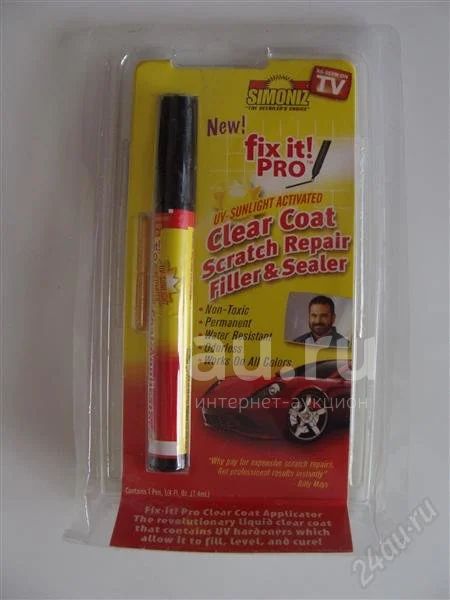 AS SEEN ON
TV
SIMONIZ
"THE DETAILER'S CHOICE"
New!
fix it!
PRO™
UV-SUNLIGHT ACTIVATED
Clear Coat
Scratch Repair
Filler & Sealer
• Non-Toxic
• Permanent
• Water Resistant
• Odorless
• Works On All Colors.
au.ru
интернет-аукцион
"Why pay for expensive scratch repairs.
Get professional results instantly"
Billy Mays
Contains 1 Pen, 1/4 Fl. Oz. (7.4mL)
Fix-it! Pro Clear Coat Applicator
The revolutionary liquid clear coat
that contains UV hardeners which
allow it to fill, level, and cure!
24au.ru